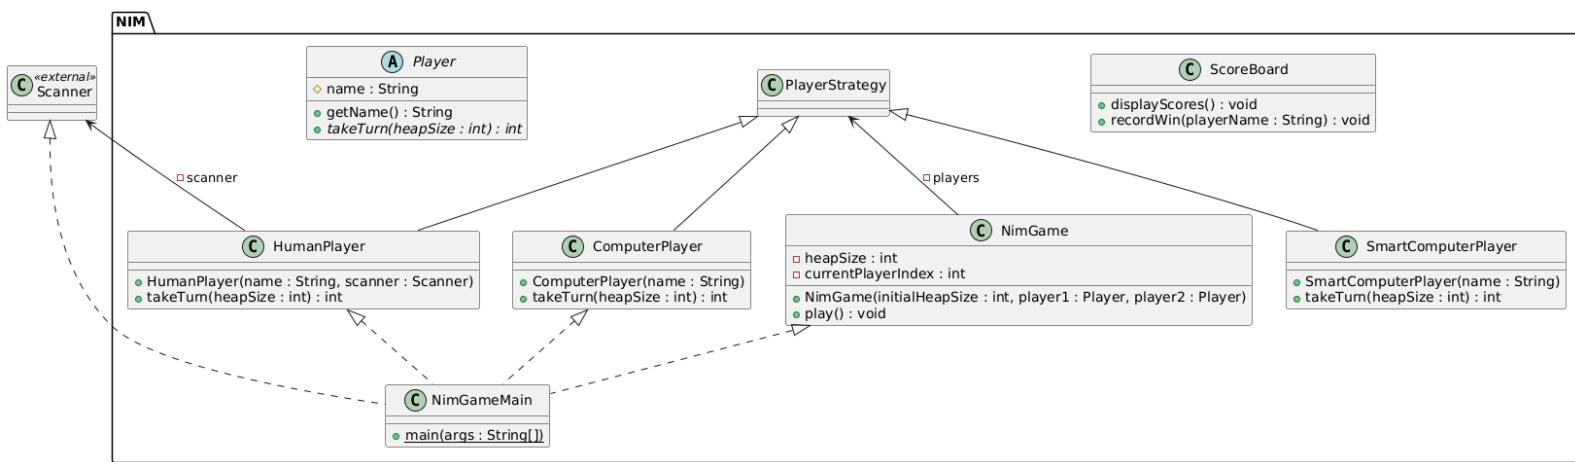 NIM
«external»
Scanner
Player
name : String
getName() : String
takeTurn(heapSize : int) : int
PlayerStrategy
ScoreBoard
displayScores() : void
recordWin(playerName : String) : void
scanner
players
HumanPlayer
HumanPlayer(name : String, scanner : Scanner)
takeTurn(heapSize : int) : int
ComputerPlayer
ComputerPlayer(name : String)
takeTurn(heapSize : int) : int
NimGame
heapSize : int
currentPlayerIndex : int
NimGame(initialHeapSize : int, player1 : Player, player2 : Player)
play() : void
SmartComputerPlayer
SmartComputerPlayer(name : String)
takeTurn(heapSize : int) : int
NimGameMain
main(args : String[])